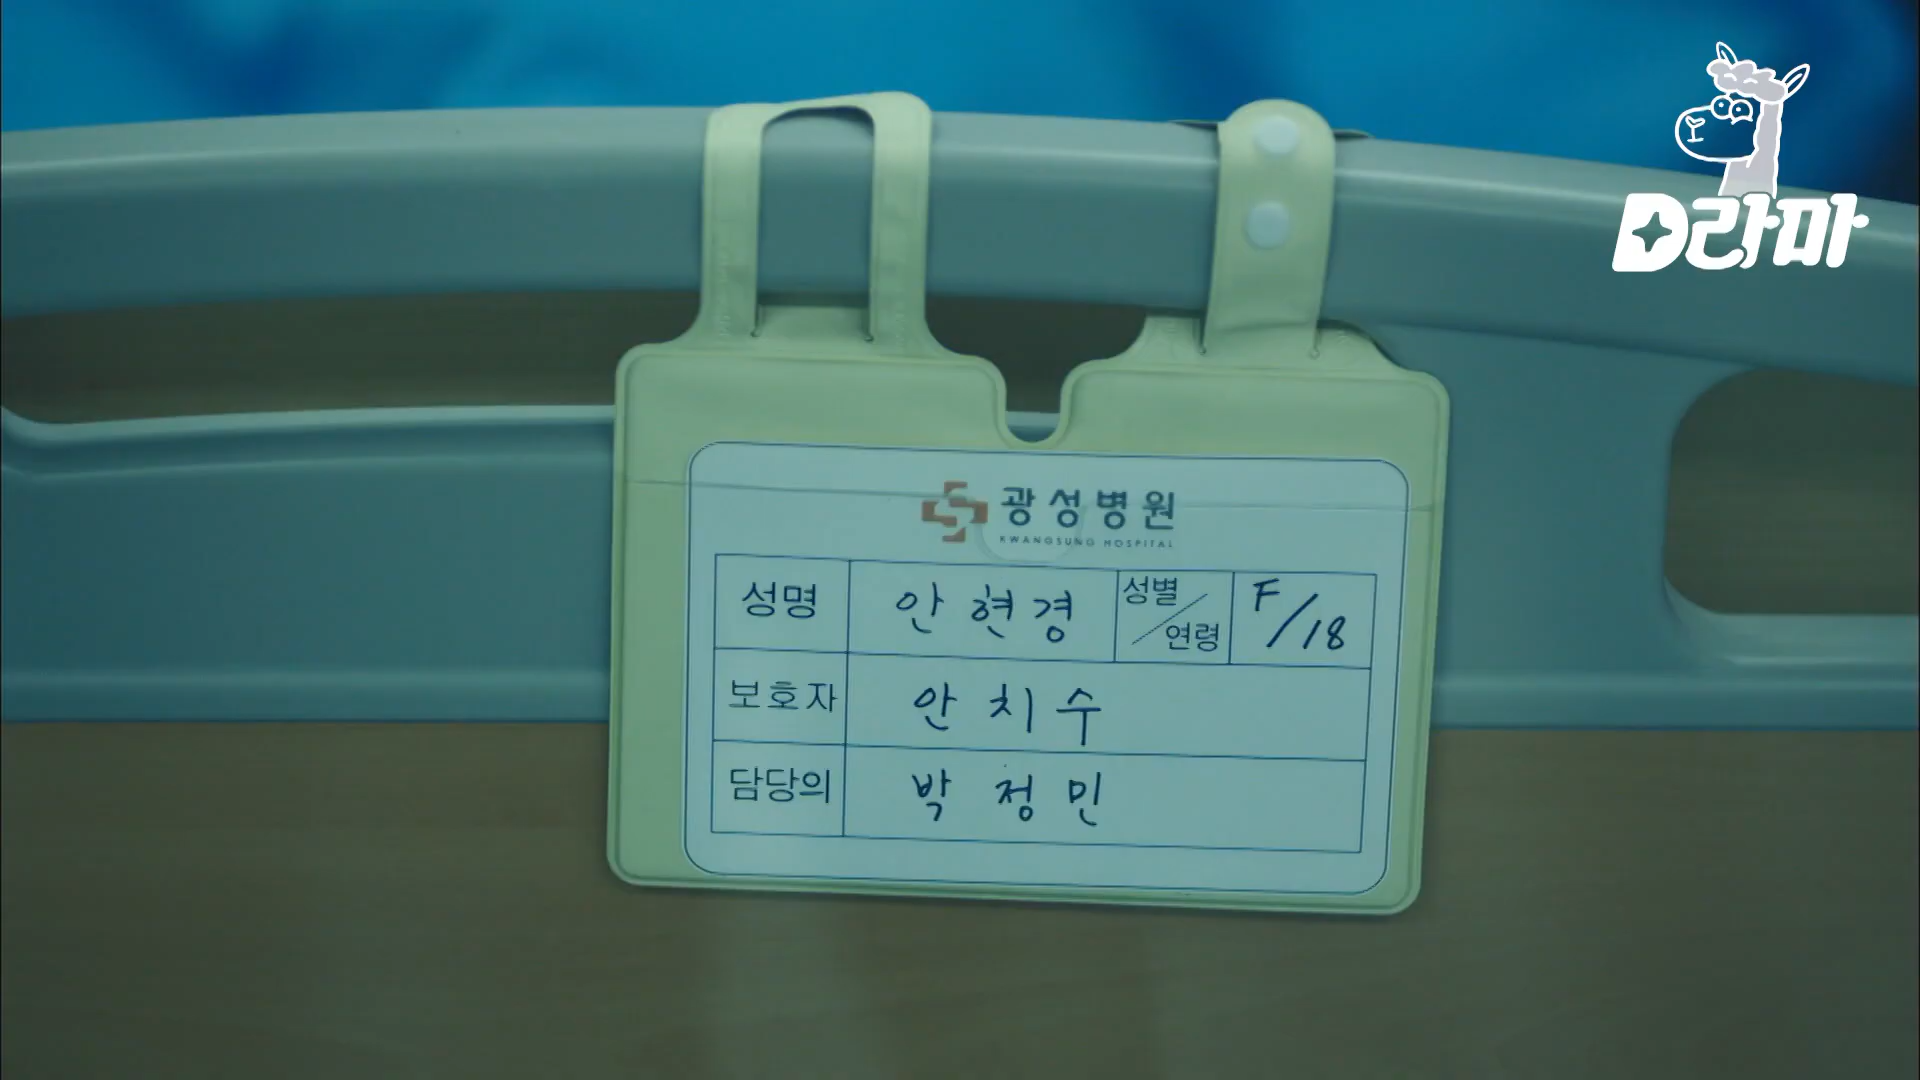 D라마
광성병원
KWANGSUNG HOSPITAL
성명 안현경 성별/연령 F/18
보호자 안치수
담당의 박정민